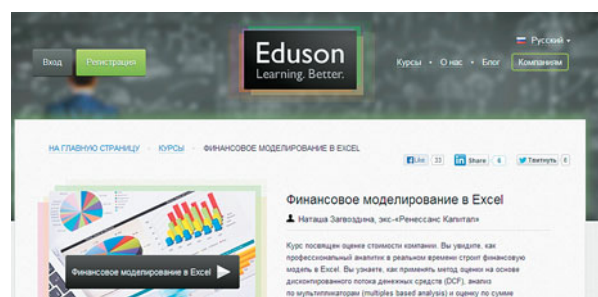 Русский
Вход
Регистрация
Eduson
Learning. Better.
Курсы • О нас • Блог
Компаниям
НА ГЛАВНУЮ СТРАНИЦУ
КУРСЫ
ФИНАНСОВОЕ МОДЕЛИРОВАНИЕ В EXCEL
Like 33
in Share 6
Твитнуть 6
Финансовое моделирование в Excel
Наташа Загвоздина, экс-«Ренессанс Капитал»
Курс посвящен оценке стоимости компании. Вы увидите, как
профессиональный аналитик в реальном времени строит финансовую
модель в Excel. Вы узнаете, как применять метод оценки на основе
дисконтированного потока денежных средств (DCF), анализ
по мультипликаторам (multiples based analysis) и оценку по сумме
Финансовое моделирование в Excel